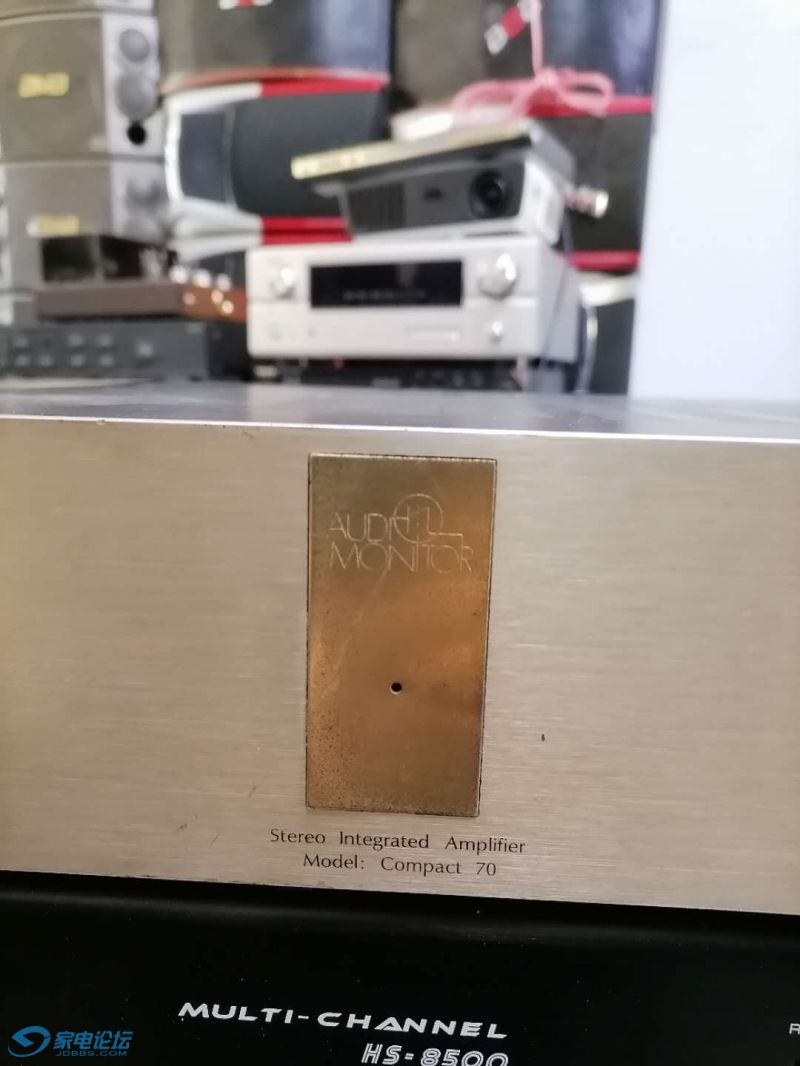 AUDIO
MONITOR
Stereo Integrated Amplifier
Model: Compact 70
MULTI-CHANNEL
HS-8500
R
家电论坛
JDBBS.COM